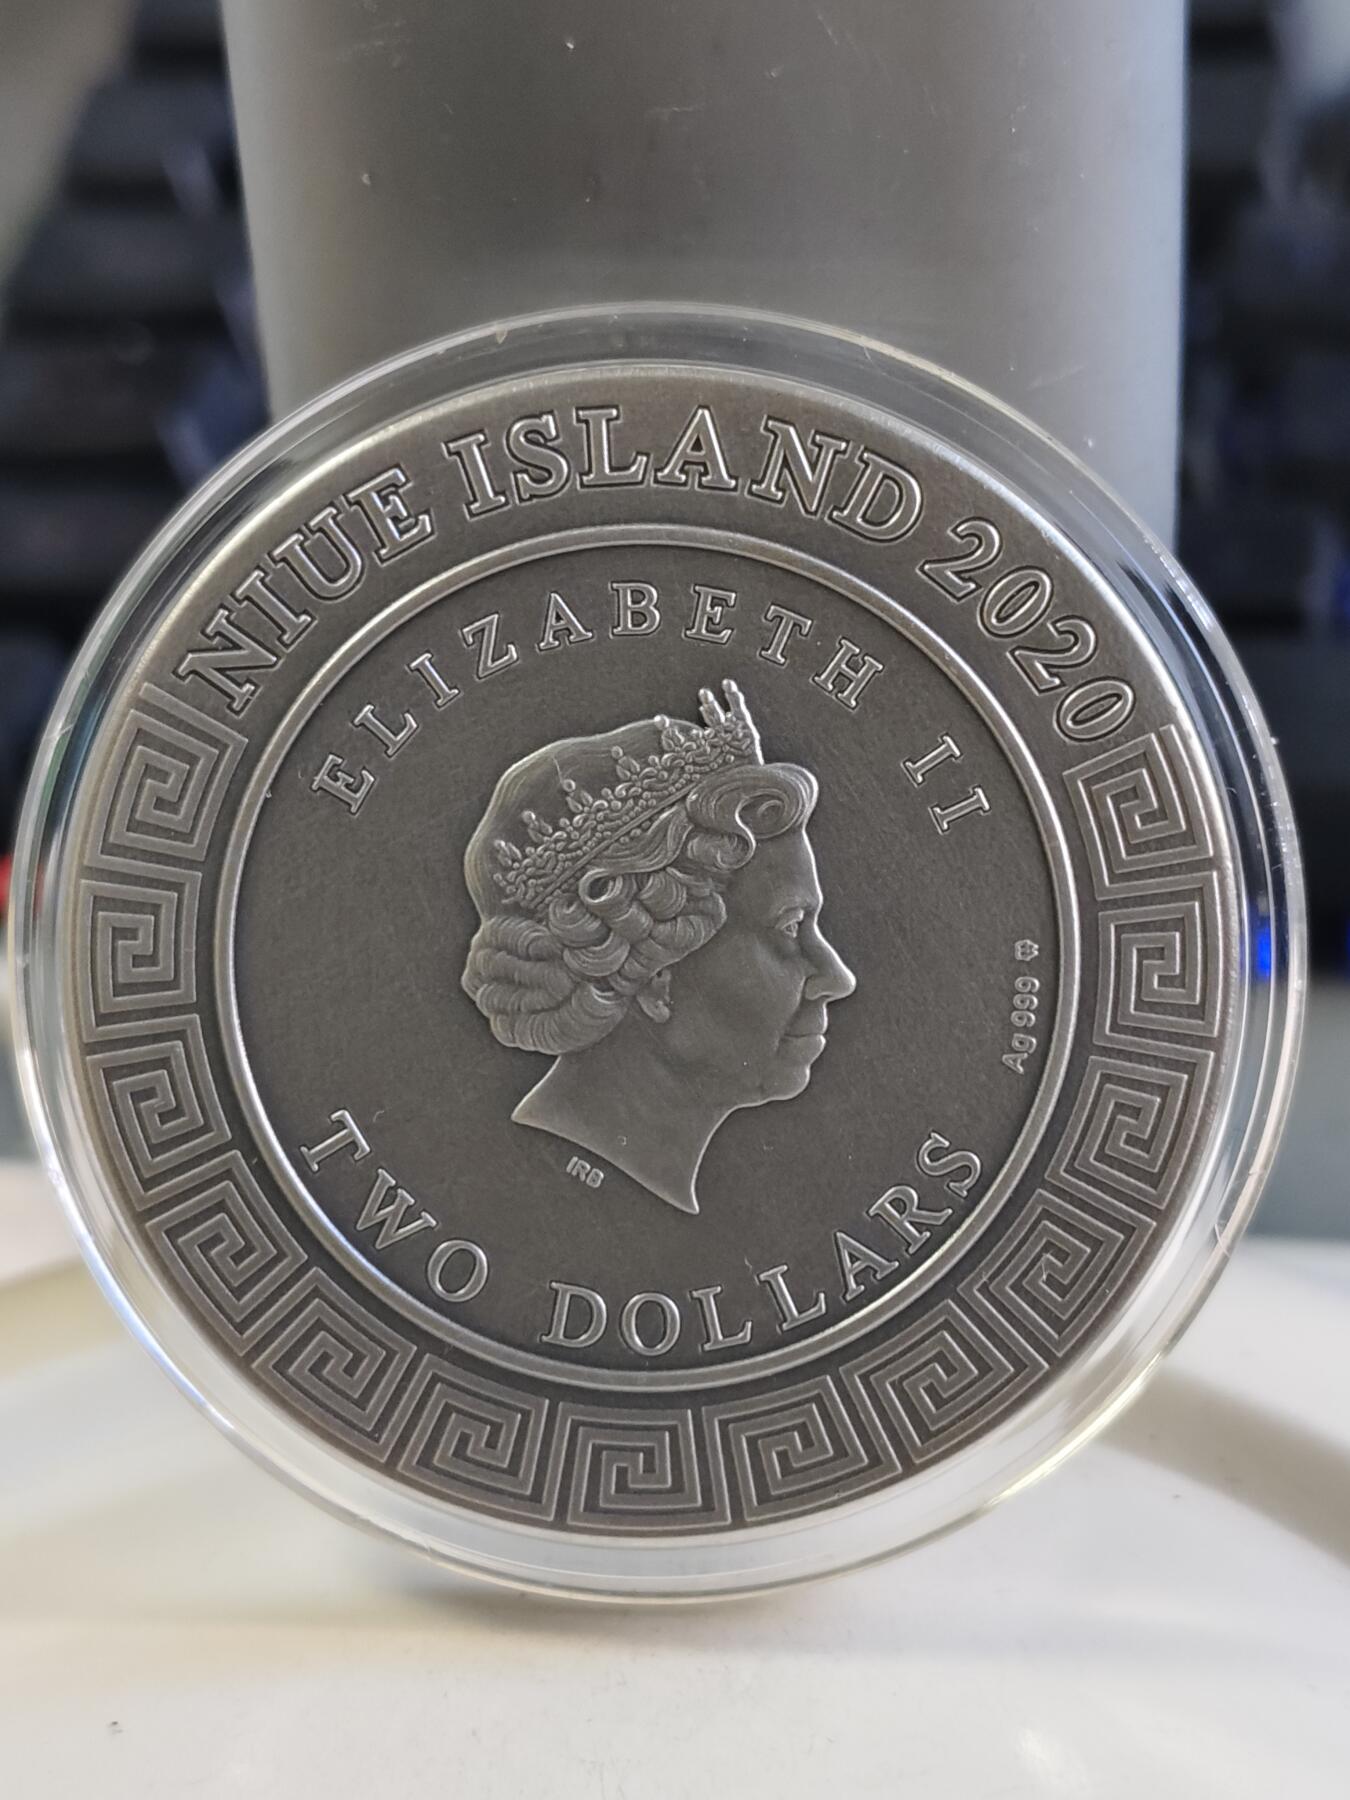 NIUE ISLAND 2020
ELIZABETH II
Ag 999
IRB
TWO DOLLARS